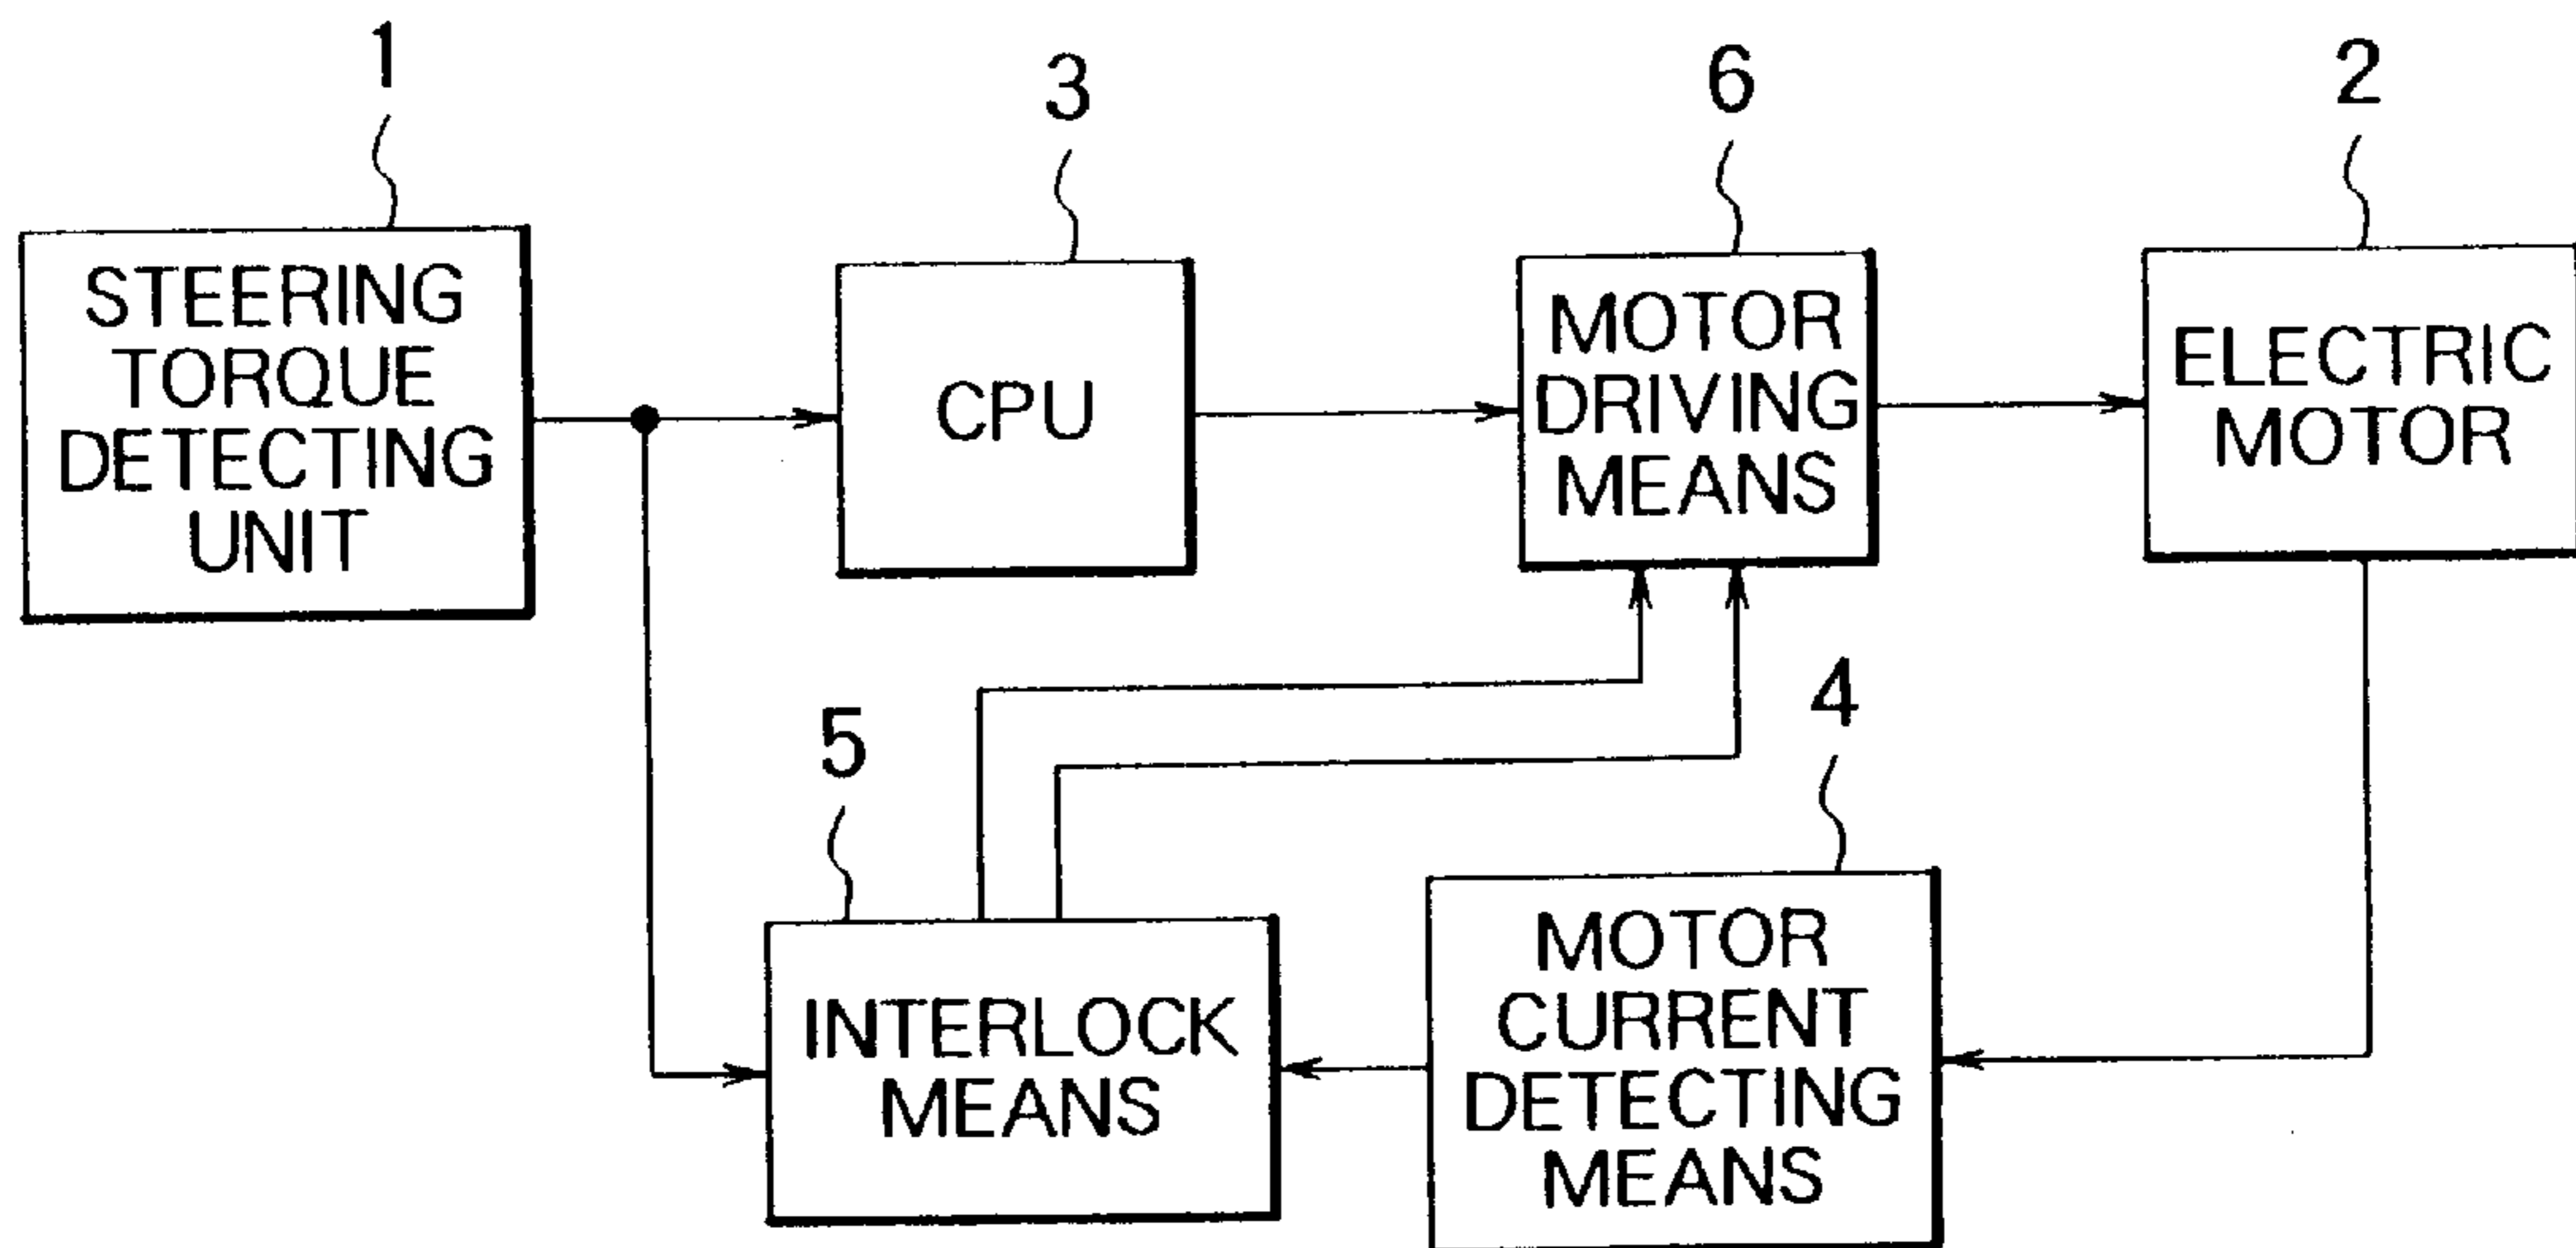 1
STEERING
TORQUE
DETECTING
UNIT
3
CPU
6
MOTOR
DRIVING
MEANS
2
ELECTRIC
MOTOR
5
INTERLOCK
MEANS
4
MOTOR
CURRENT
DETECTING
MEANS